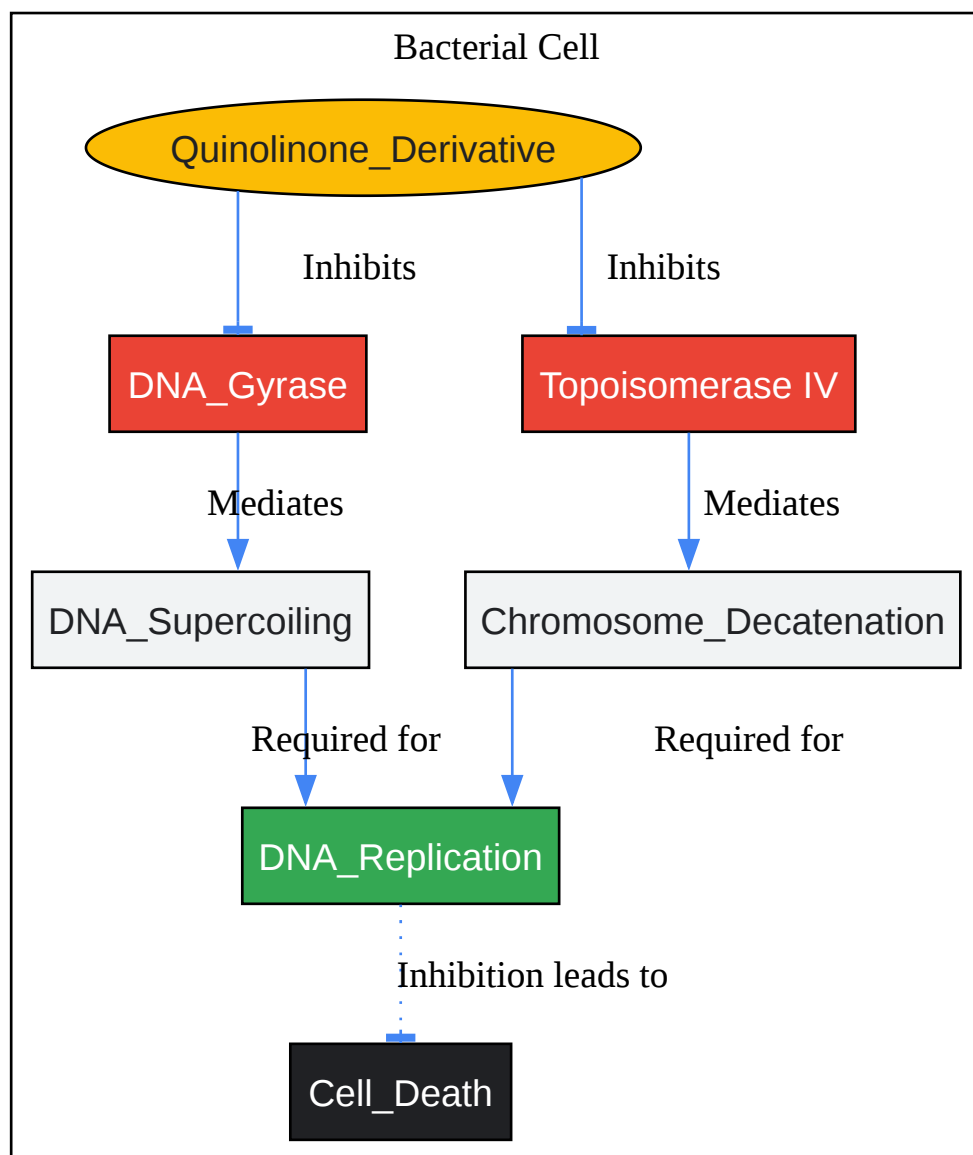 Bacterial Cell
Quinolinone_Derivative
Inhibits
Inhibits
DNA_Gyrase
Topoisomerase IV
Mediates
Mediates
DNA_Supercoiling
Chromosome_Decatenation
Required for
Required for
DNA_Replication
Inhibition leads to
Cell_Death